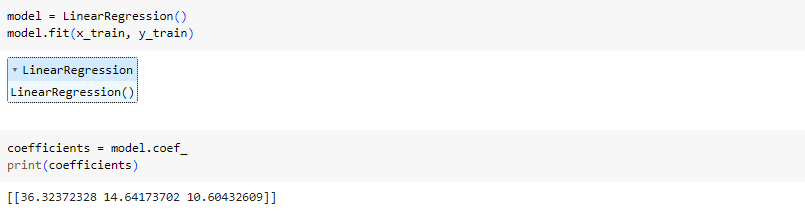 model = LinearRegression()
model.fit(x_train, y_train)
▾ LinearRegression
LinearRegression()
coefficients = model.coef_
print(coefficients)
[[36.32372328 14.64173702 10.60432609]]